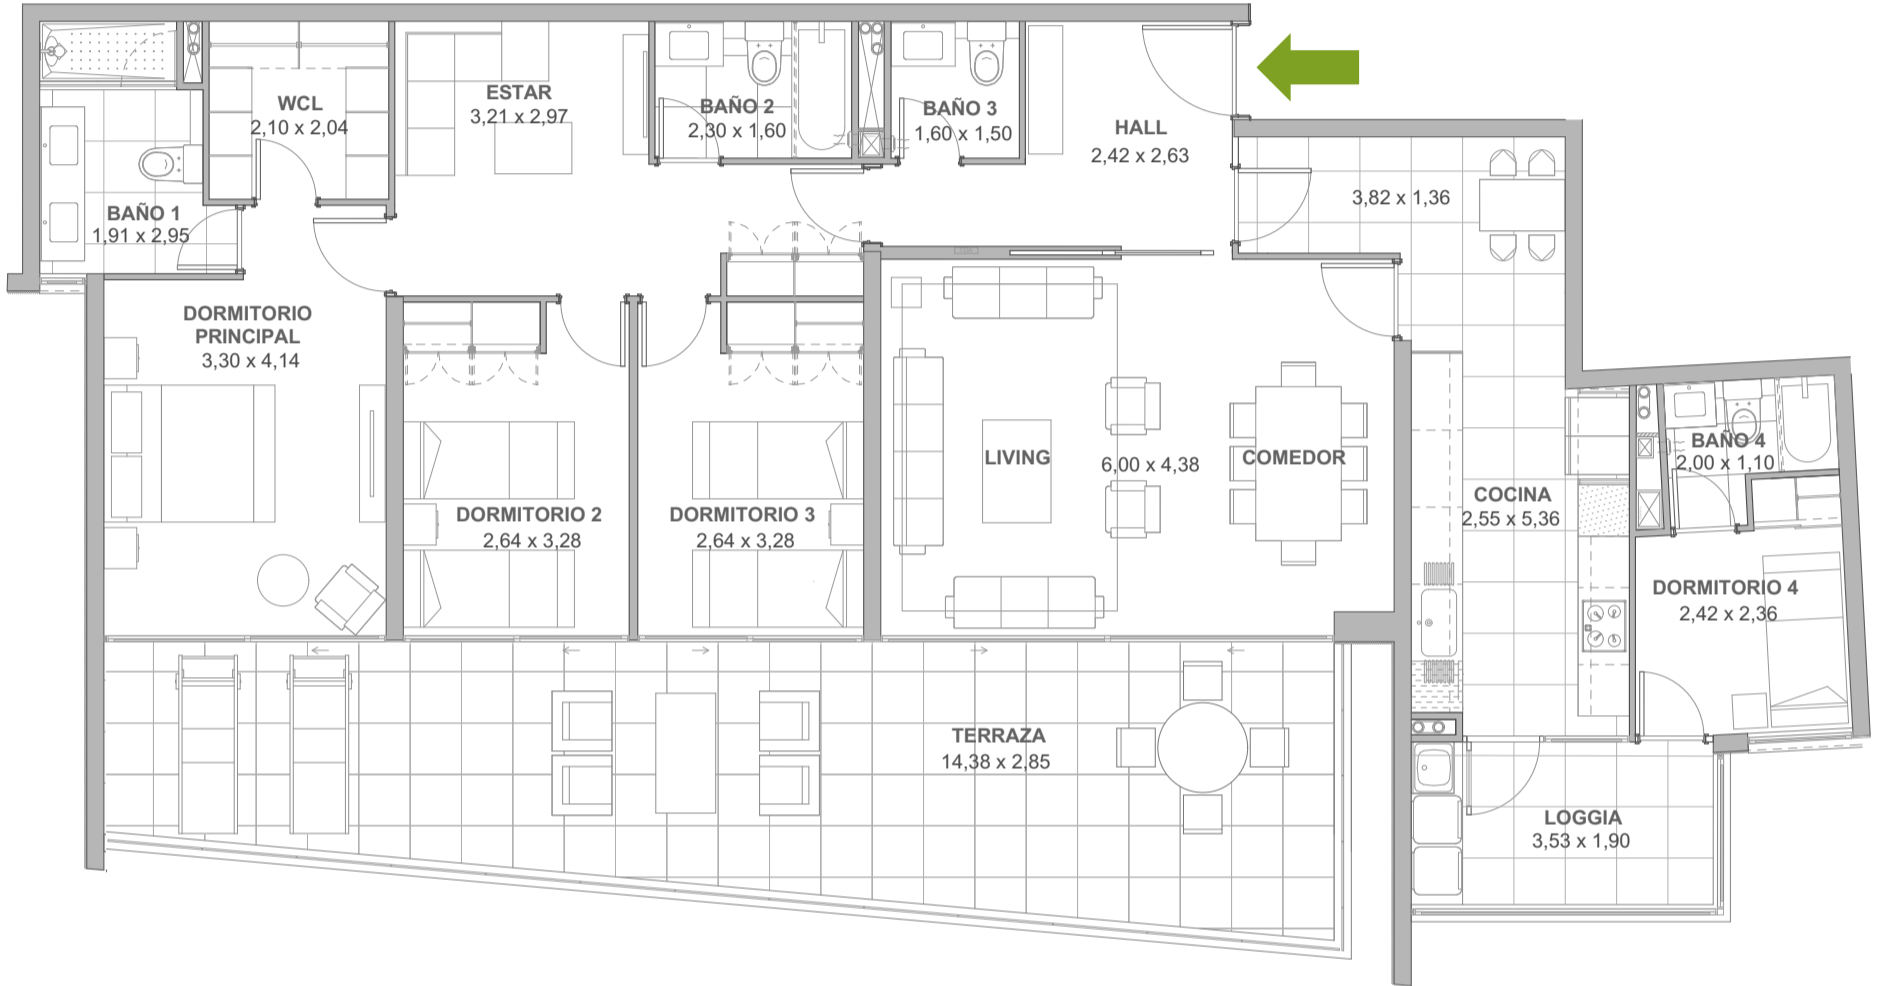 WCL
2,10 x 2,04
ESTAR
3,21 x 2,97
BAÑO 2
2,30 x 1,60
BAÑO 3
1,60 x 1,50
HALL
2,42 x 2,63
3,82 x 1,36
BAÑO 1
1,91 x 2,95
DORMITORIO
PRINCIPAL
3,30 x 4,14
DORMITORIO 2
2,64 x 3,28
DORMITORIO 3
2,64 x 3,28
LIVING
6,00 x 4,38
COMEDOR
COCINA
2,55 x 5,36
BAÑO 4
2,00 x 1,10
DORMITORIO 4
2,42 x 2,36
TERRAZA
14,38 x 2,85
LOGGIA
3,53 x 1,90